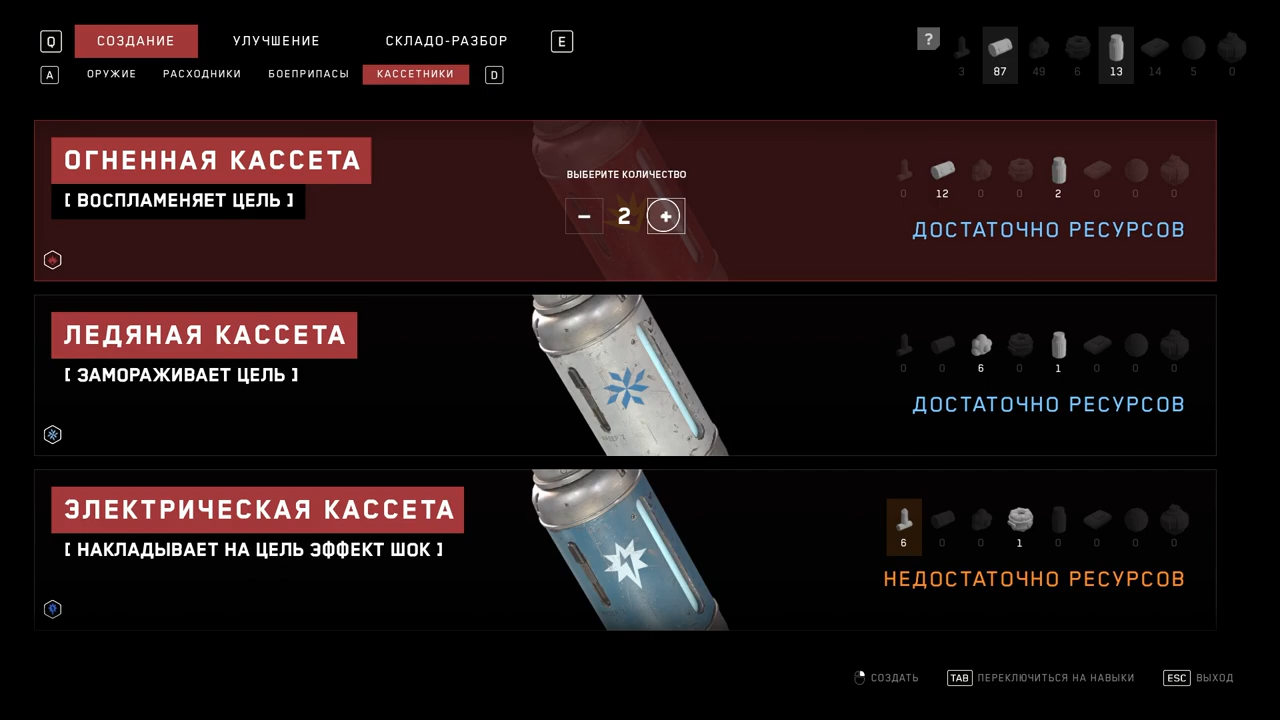 Q СОЗДАНИЕ УЛУЧШЕНИЕ СКЛАДО-РАЗБОР E
A ОРУЖИЕ РАСХОДНИКИ БОЕПРИПАСЫ КАССЕТНИКИ D
?
3 87 49 6 13 14 5 0
ОГНЕННАЯ КАССЕТА
[ ВОСПЛАМЕНЯЕТ ЦЕЛЬ ]
ВЫБЕРИТЕ КОЛИЧЕСТВО
− 2 +
0 12 0 0 2 0 0 0
ДОСТАТОЧНО РЕСУРСОВ
ЛЕДЯНАЯ КАССЕТА
[ ЗАМОРАЖИВАЕТ ЦЕЛЬ ]
0 0 6 0 1 0 0 0
ДОСТАТОЧНО РЕСУРСОВ
ЭЛЕКТРИЧЕСКАЯ КАССЕТА
[ НАКЛАДЫВАЕТ НА ЦЕЛЬ ЭФФЕКТ ШОК ]
6 0 0 1 0 0 0 0
НЕДОСТАТОЧНО РЕСУРСОВ
СОЗДАТЬ TAB ПЕРЕКЛЮЧИТЬСЯ НА НАВЫКИ ESC ВЫХОД